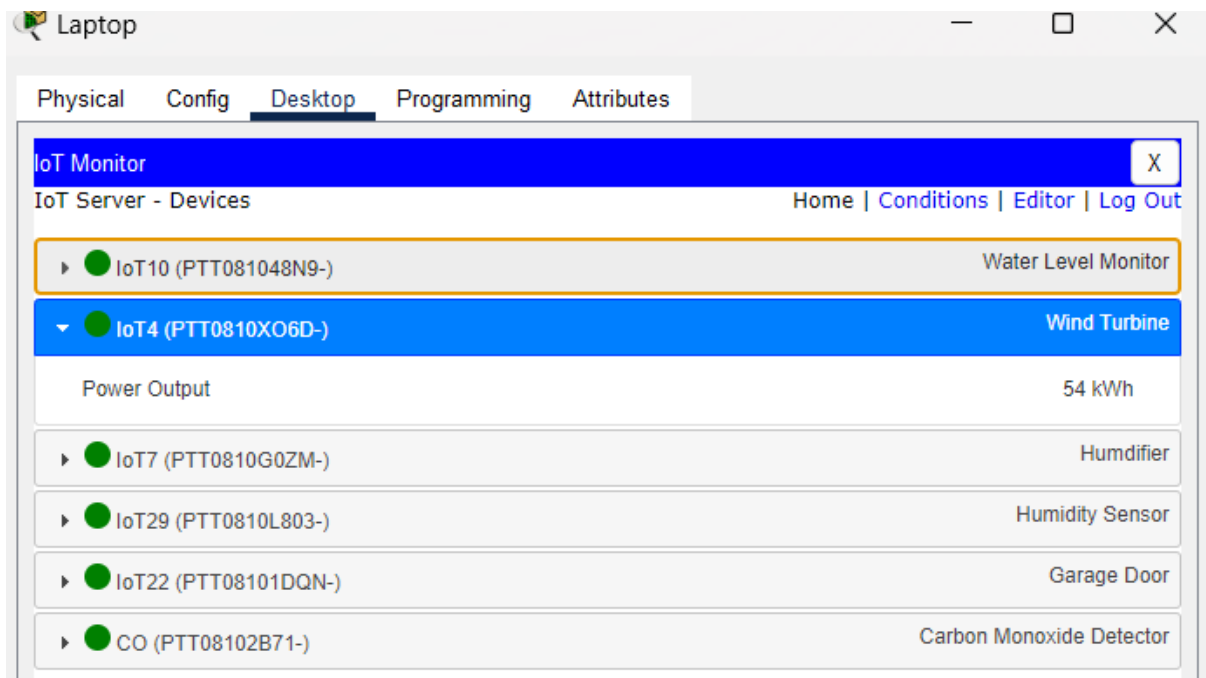 Laptop
Physical Config Desktop Programming Attributes
IoT Monitor X
IoT Server - Devices Home | Conditions | Editor | Log Out
IoT10 (PTT081048N9-) Water Level Monitor
IoT4 (PTT0810XO6D-) Wind Turbine
Power Output 54 kWh
IoT7 (PTT0810G0ZM-) Humdifier
IoT29 (PTT0810L803-) Humidity Sensor
IoT22 (PTT08101DQN-) Garage Door
CO (PTT08102B71-) Carbon Monoxide Detector